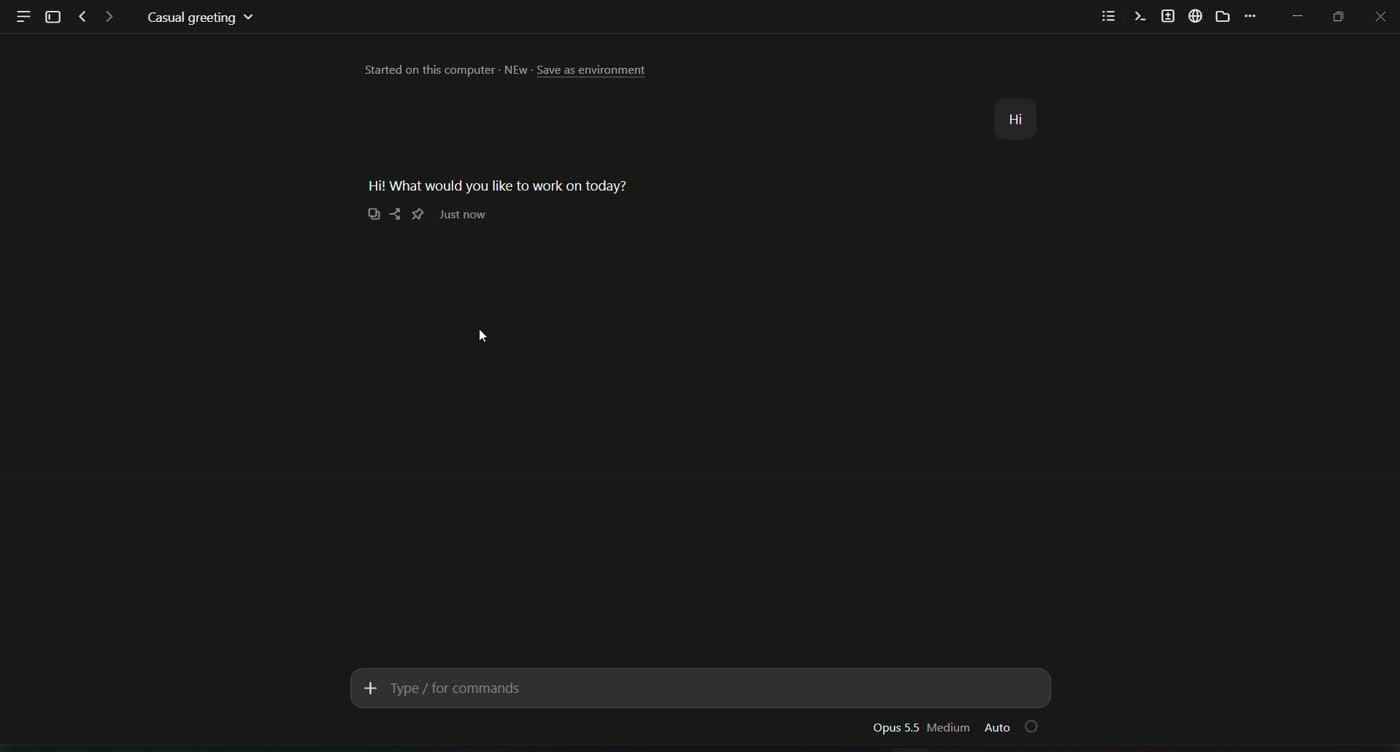 Casual greeting
Started on this computer · NEw · Save as environment
Hi
Hi! What would you like to work on today?
Just now
Type / for commands
Opus 5.5 Medium Auto